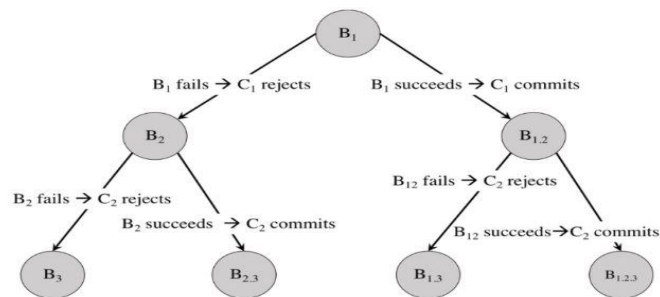 B₁
B₁ fails → C₁ rejects
B₁ succeeds → C₁ commits
B₂
B₁.₂
B₂ fails → C₂ rejects
B₂ succeeds → C₂ commits
B₁₂ fails → C₂ rejects
B₁₂ succeeds → C₂ commits
B₃
B₂.₃
B₁.₃
B₁.₂.₃